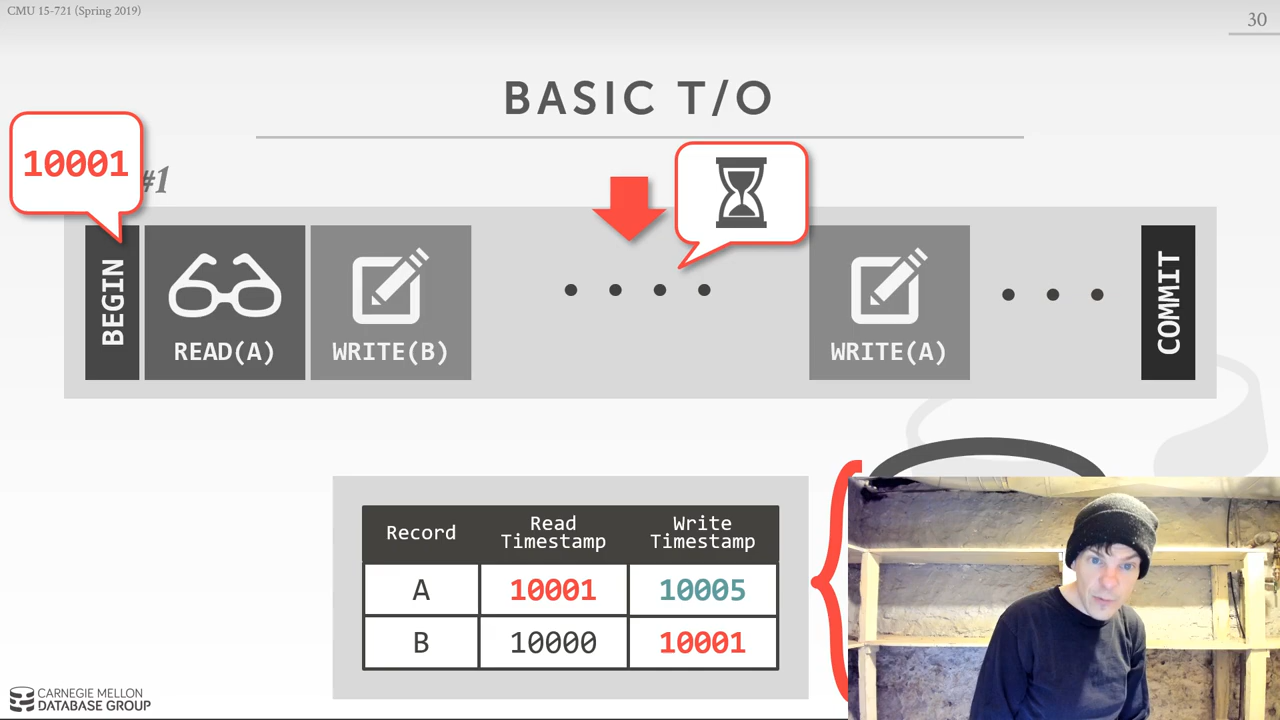 CMU 15-721 (Spring 2019)
30
BASIC T/O
10001
#1
BEGIN
READ(A)
WRITE(B)
WRITE(A)
COMMIT
Record
Read
Timestamp
Write
Timestamp
A
10001
10005
B
10000
10001
CARNEGIE MELLON
DATABASE GROUP